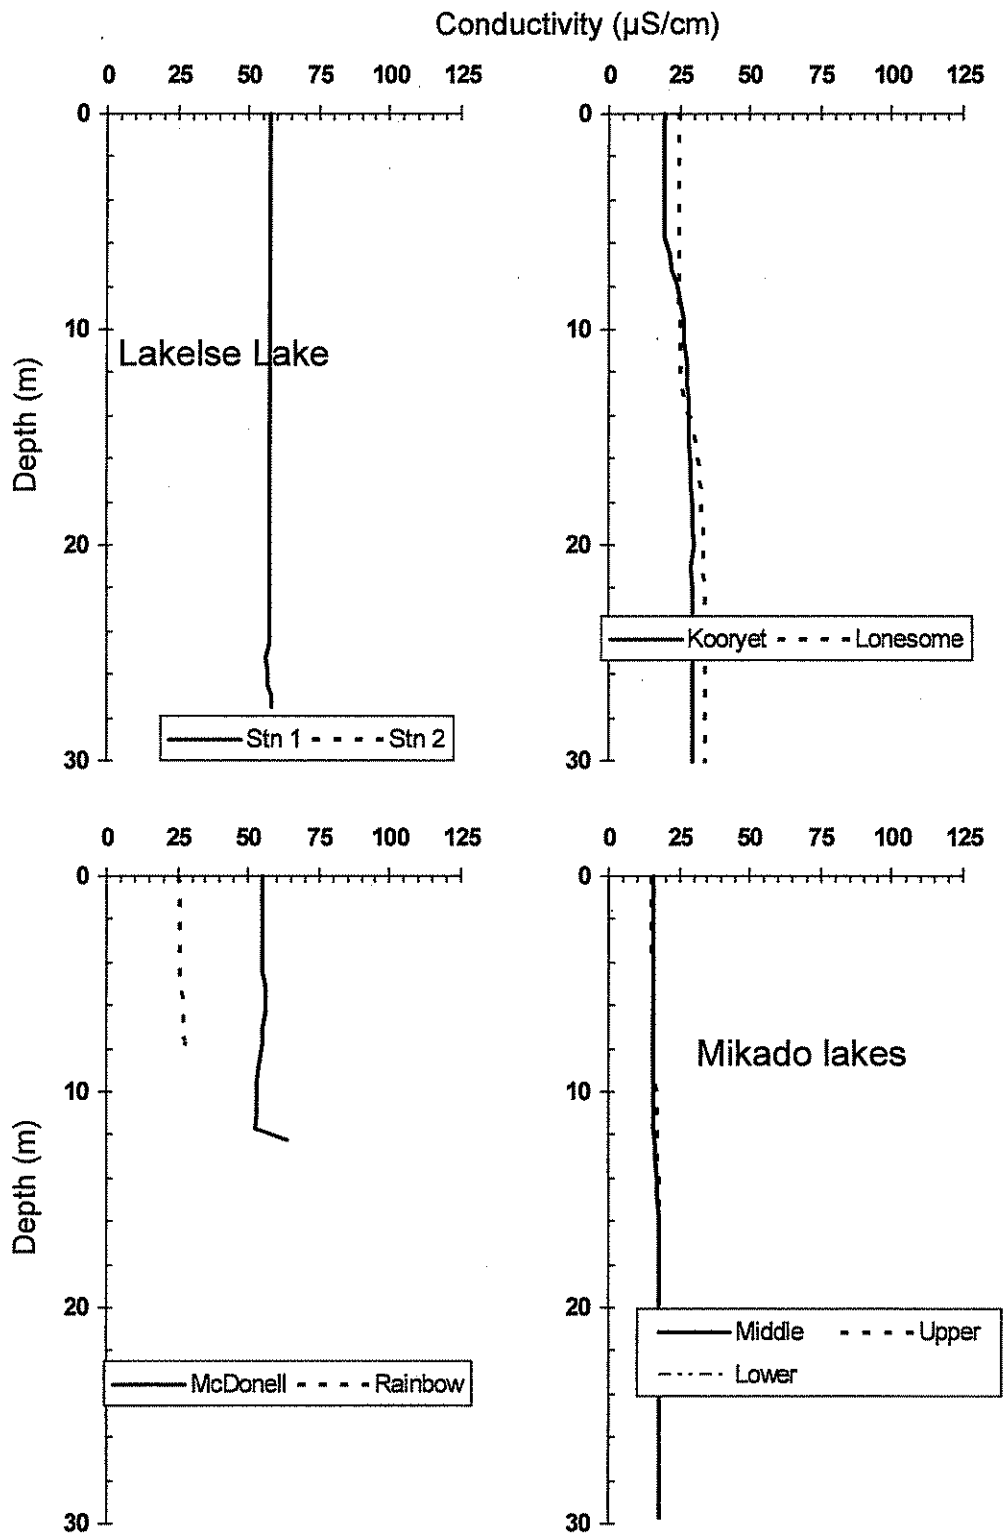 Conductivity (µS/cm)
0 25 50 75 100 125
0 25 50 75 100 125
0
10
20
30
Depth (m)
Lakelse Lake
Stn 1 Stn 2
0
10
20
30
Kooryet Lonesome
0 25 50 75 100 125
0 25 50 75 100 125
0
10
20
30
Depth (m)
McDonell Rainbow
0
10
20
30
Mikado lakes
Middle Upper
Lower